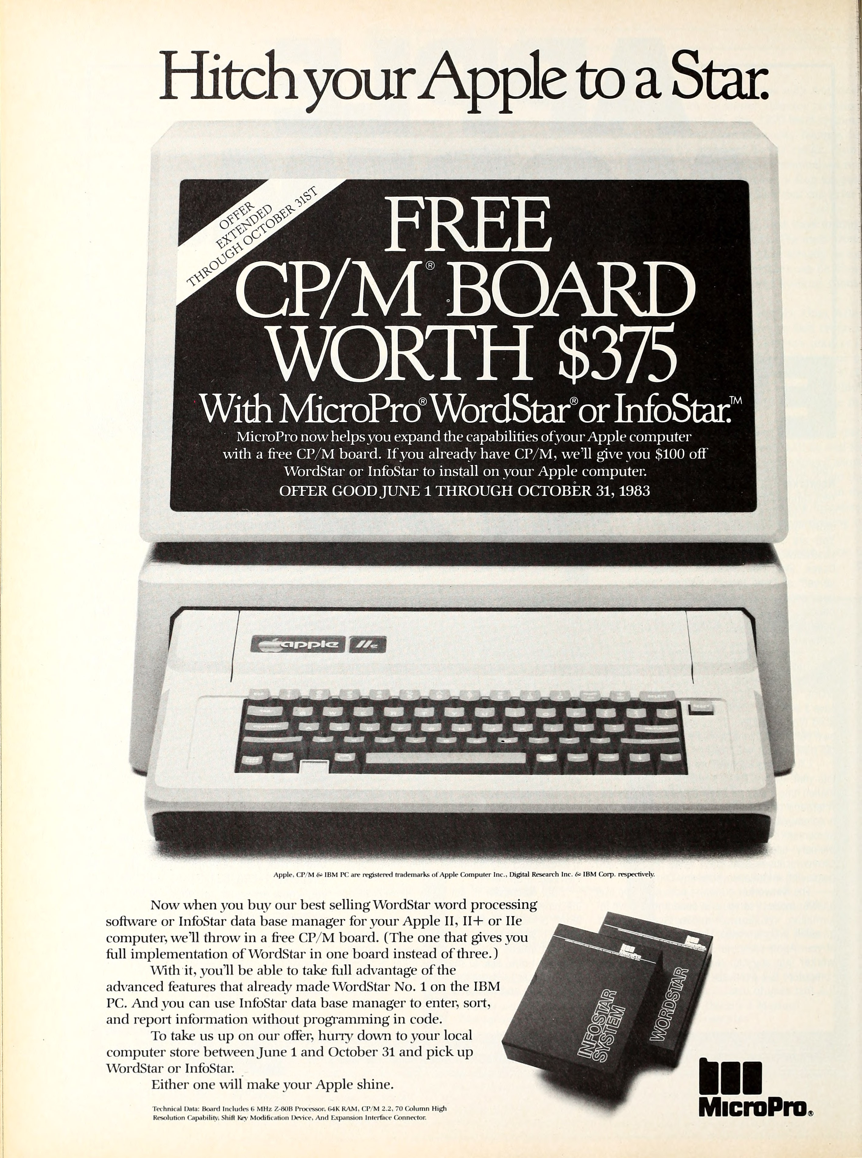 Hitch your Apple to a Star.
OFFER
EXTENDED
THROUGH OCTOBER 31ST
FREE
CP/M® BOARD
WORTH $375
With MicroPro® WordStar® or InfoStar.™
MicroPro now helps you expand the capabilities of your Apple computer
with a free CP/M board. If you already have CP/M, we'll give you $100 off
WordStar or InfoStar to install on your Apple computer.
OFFER GOOD JUNE 1 THROUGH OCTOBER 31, 1983
apple IIe
Apple, CP/M & IBM PC are registered trademarks of Apple Computer Inc., Digital Research Inc. & IBM Corp. respectively.
Now when you buy our best selling WordStar word processing
software or InfoStar data base manager for your Apple II, II+ or IIe
computer, we'll throw in a free CP/M board. (The one that gives you
full implementation of WordStar in one board instead of three.)
With it, you'll be able to take full advantage of the
advanced features that already made WordStar No. 1 on the IBM
PC. And you can use InfoStar data base manager to enter, sort,
and report information without programming in code.
To take us up on our offer, hurry down to your local
computer store between June 1 and October 31 and pick up
WordStar or InfoStar.
Either one will make your Apple shine.
Technical Data: Board Includes 6 MHz Z-80B Processor, 64K RAM, CP/M 2.2, 70 Column High
Resolution Capability, Shift Key Modification Device, And Expansion Interface Connector.
INFOSTAR
SYSTEM
WORDSTAR
MicroPro®